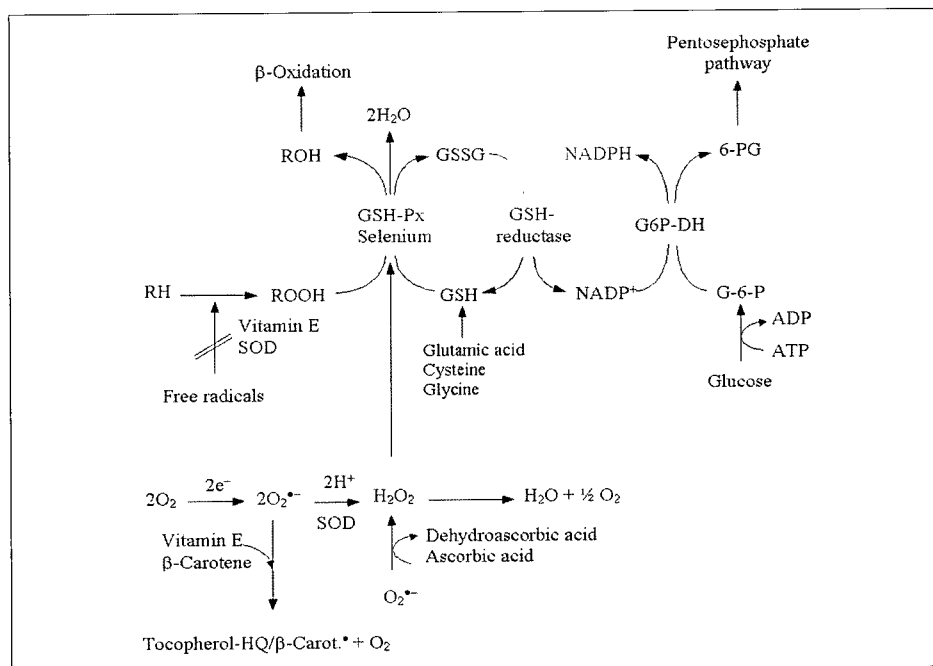 Pentosephosphate
pathway
β-Oxidation
2H₂O
ROH
GSSG
NADPH
6-PG
GSH-Px
Selenium
GSH-
reductase
G6P-DH
RH
ROOH
GSH
NADP⁺
G-6-P
Vitamin E
SOD
Free radicals
Glutamic acid
Cysteine
Glycine
ADP
ATP
Glucose
2O₂
2e⁻
2O₂•⁻
2H⁺
SOD
H₂O₂
H₂O + ½ O₂
Vitamin E
β-Carotene
Dehydroascorbic acid
Ascorbic acid
O₂•⁻
Tocopherol-HQ/β-Carot.• + O₂